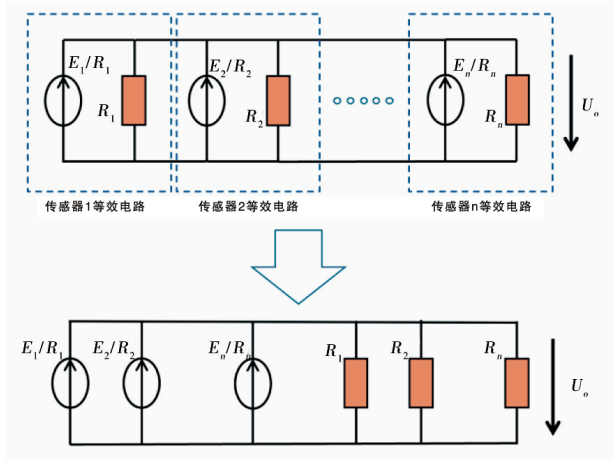 E₁/R₁
R₁
E₂/R₂
R₂
Eₙ/Rₙ
Rₙ
Uₒ
传感器1等效电路
传感器2等效电路
传感器n等效电路
E₁/R₁
E₂/R₂
Eₙ/Rₙ
R₁
R₂
Rₙ
Uₒ